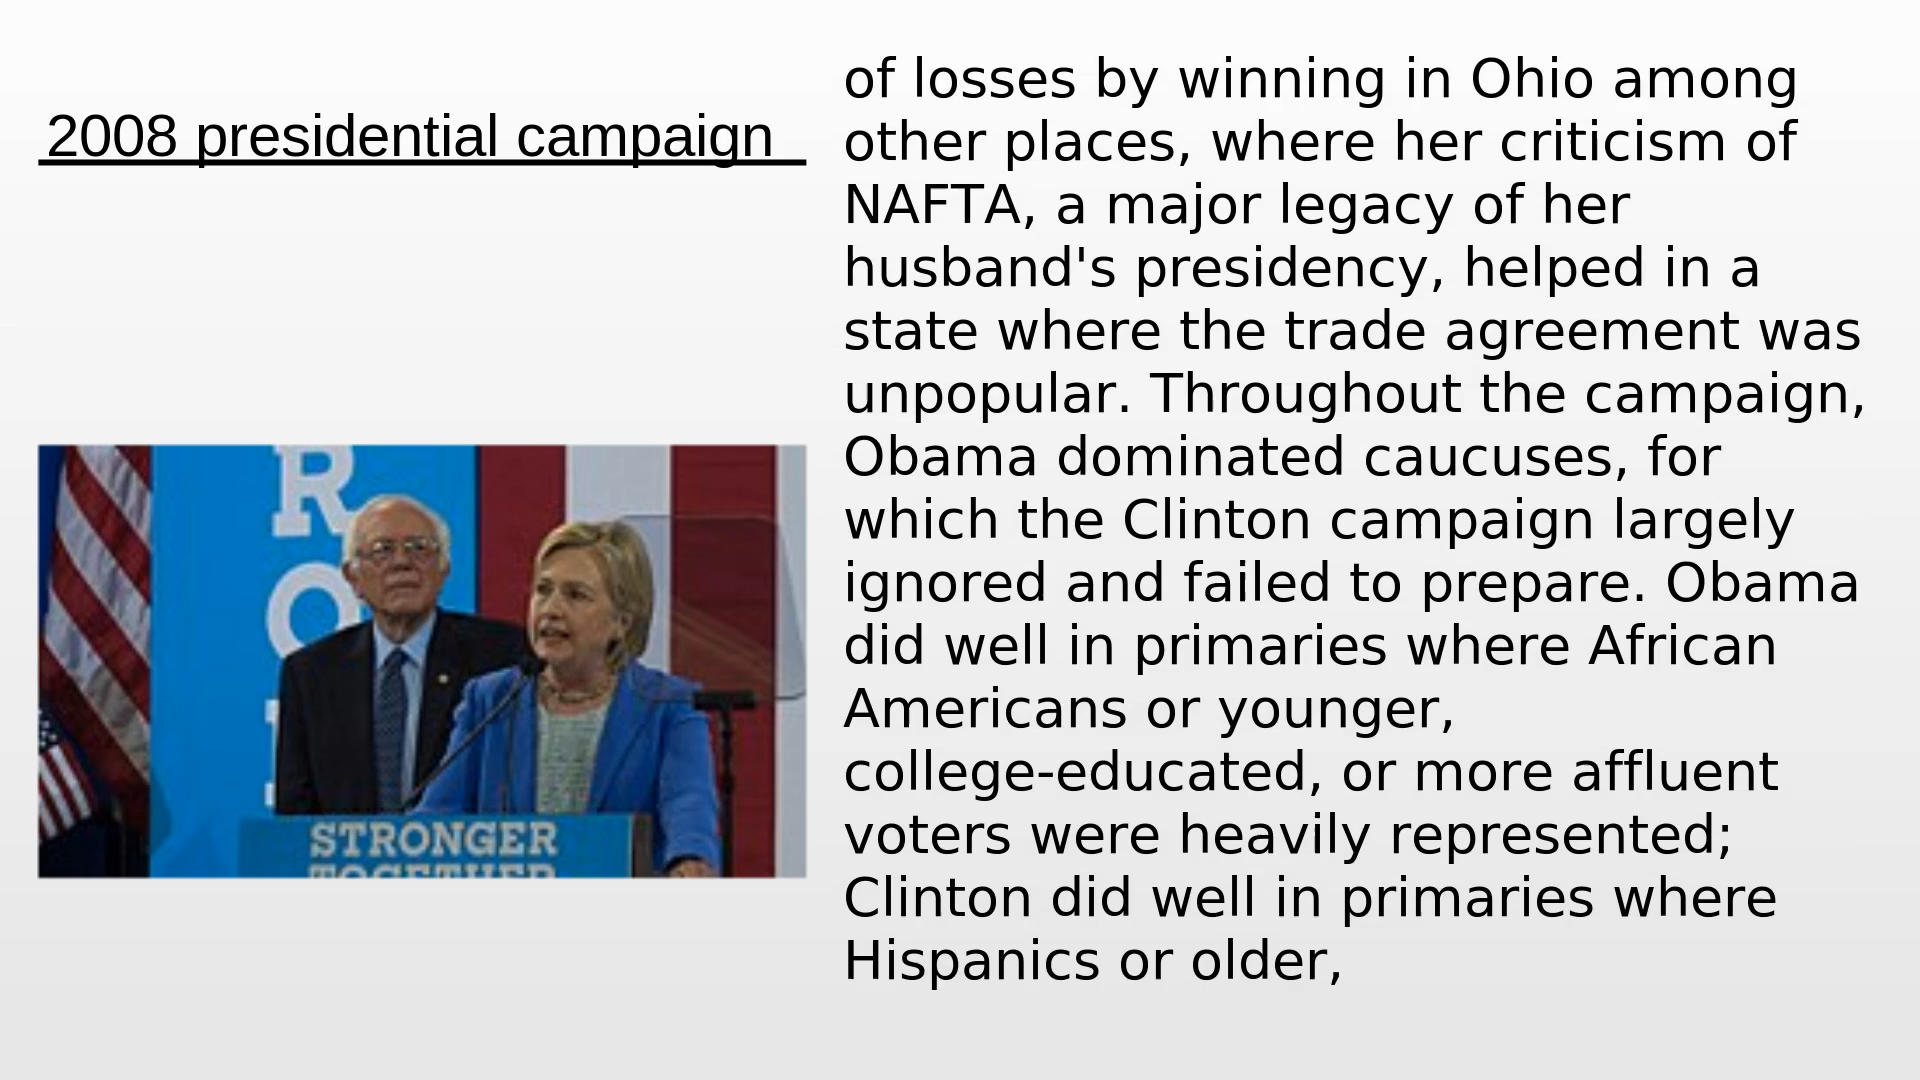 2008 presidential campaign
of losses by winning in Ohio among
other places, where her criticism of
NAFTA, a major legacy of her
husband's presidency, helped in a
state where the trade agreement was
unpopular. Throughout the campaign,
Obama dominated caucuses, for
which the Clinton campaign largely
ignored and failed to prepare. Obama
did well in primaries where African
Americans or younger,
college-educated, or more affluent
voters were heavily represented;
Clinton did well in primaries where
Hispanics or older,
R
O
STRONGER
TOGETHER